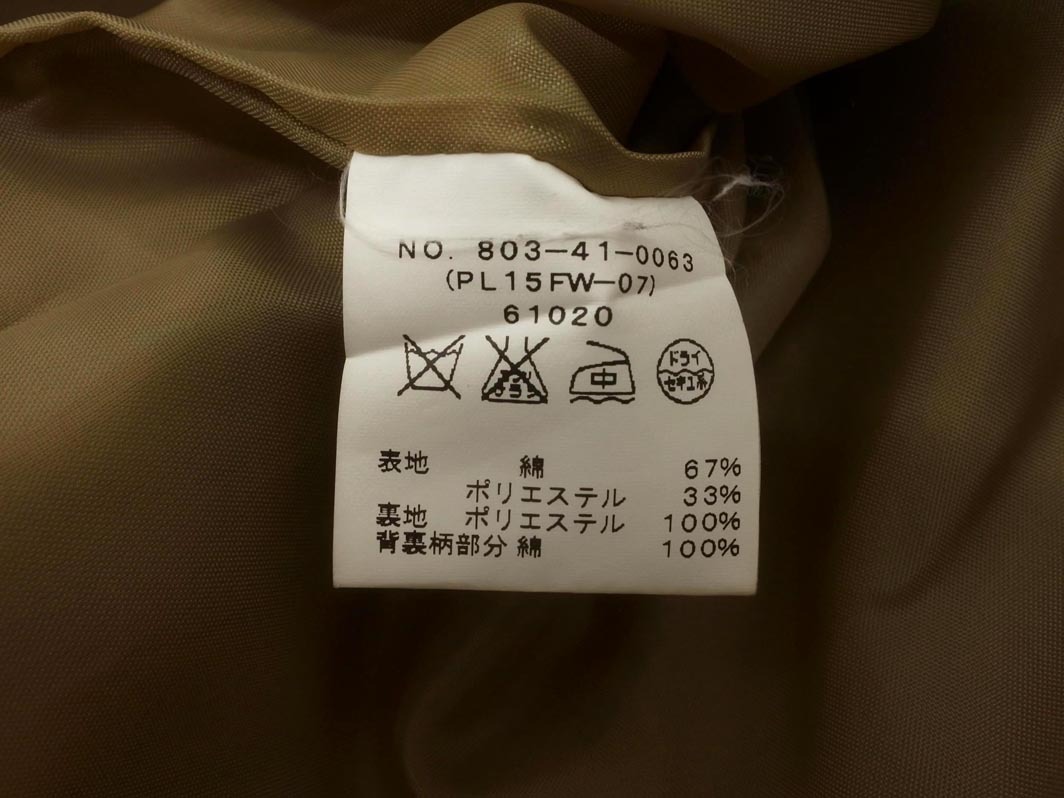 NO. 803-41-0063
(PL15FW-07)
61020
中 ドライ
セキユ系
表地 綿 67%
ポリエステル 33%
裏地 ポリエステル 100%
背裏柄部分 綿 100%